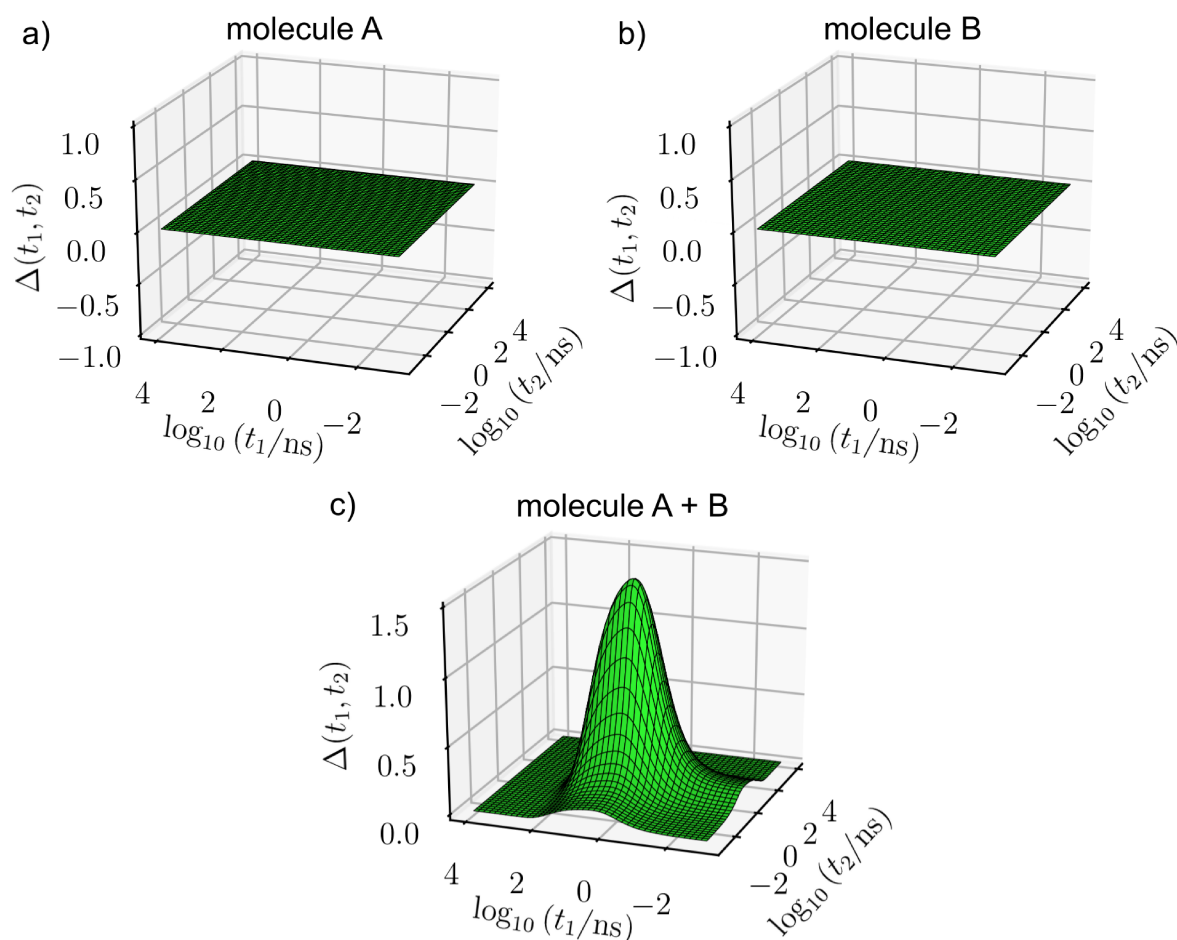 a)
molecule A
1.0
0.5
0.0
−0.5
−1.0
Δ(t₁, t₂)
4
2
0
−2
log₁₀ (t₁/ns)
−2
0
2
4
log₁₀ (t₂/ns)
b)
molecule B
1.0
0.5
0.0
−0.5
−1.0
Δ(t₁, t₂)
4
2
0
−2
log₁₀ (t₁/ns)
−2
0
2
4
log₁₀ (t₂/ns)
c)
molecule A + B
1.5
1.0
0.5
0.0
Δ(t₁, t₂)
4
2
0
−2
log₁₀ (t₁/ns)
−2
0
2
4
log₁₀ (t₂/ns)